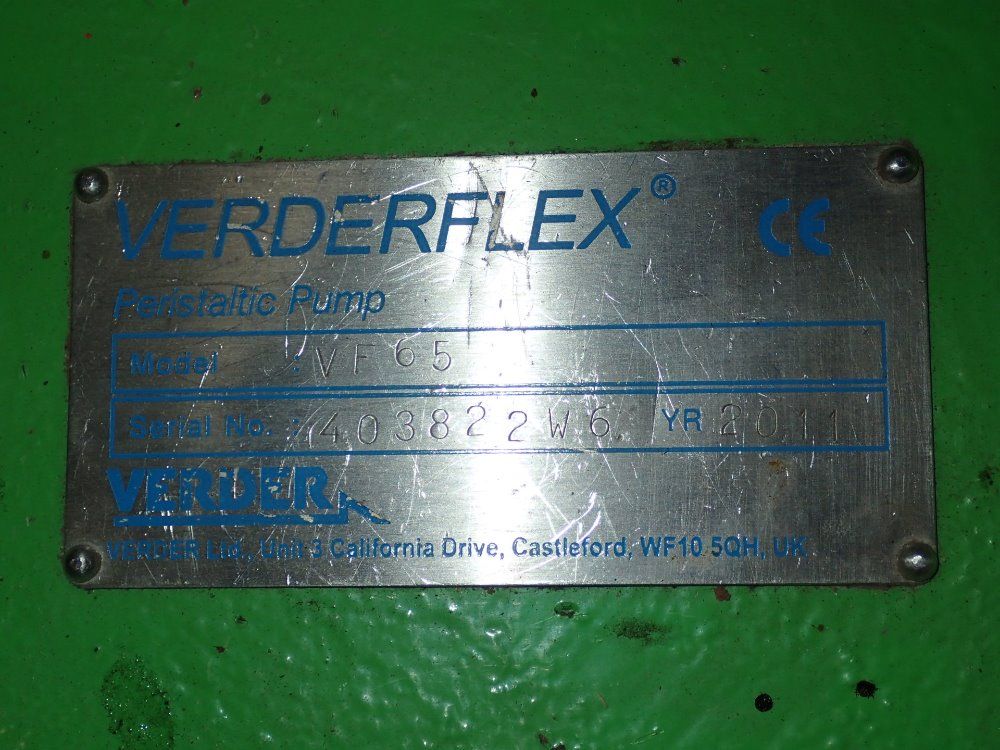 VERDERFLEX®
CE
Peristaltic Pump
Model : VF65
Serial No. : 403822W6 YR 2011
VERDER
VERDER Ltd., Unit 3 California Drive, Castleford, WF10 5QH, UK